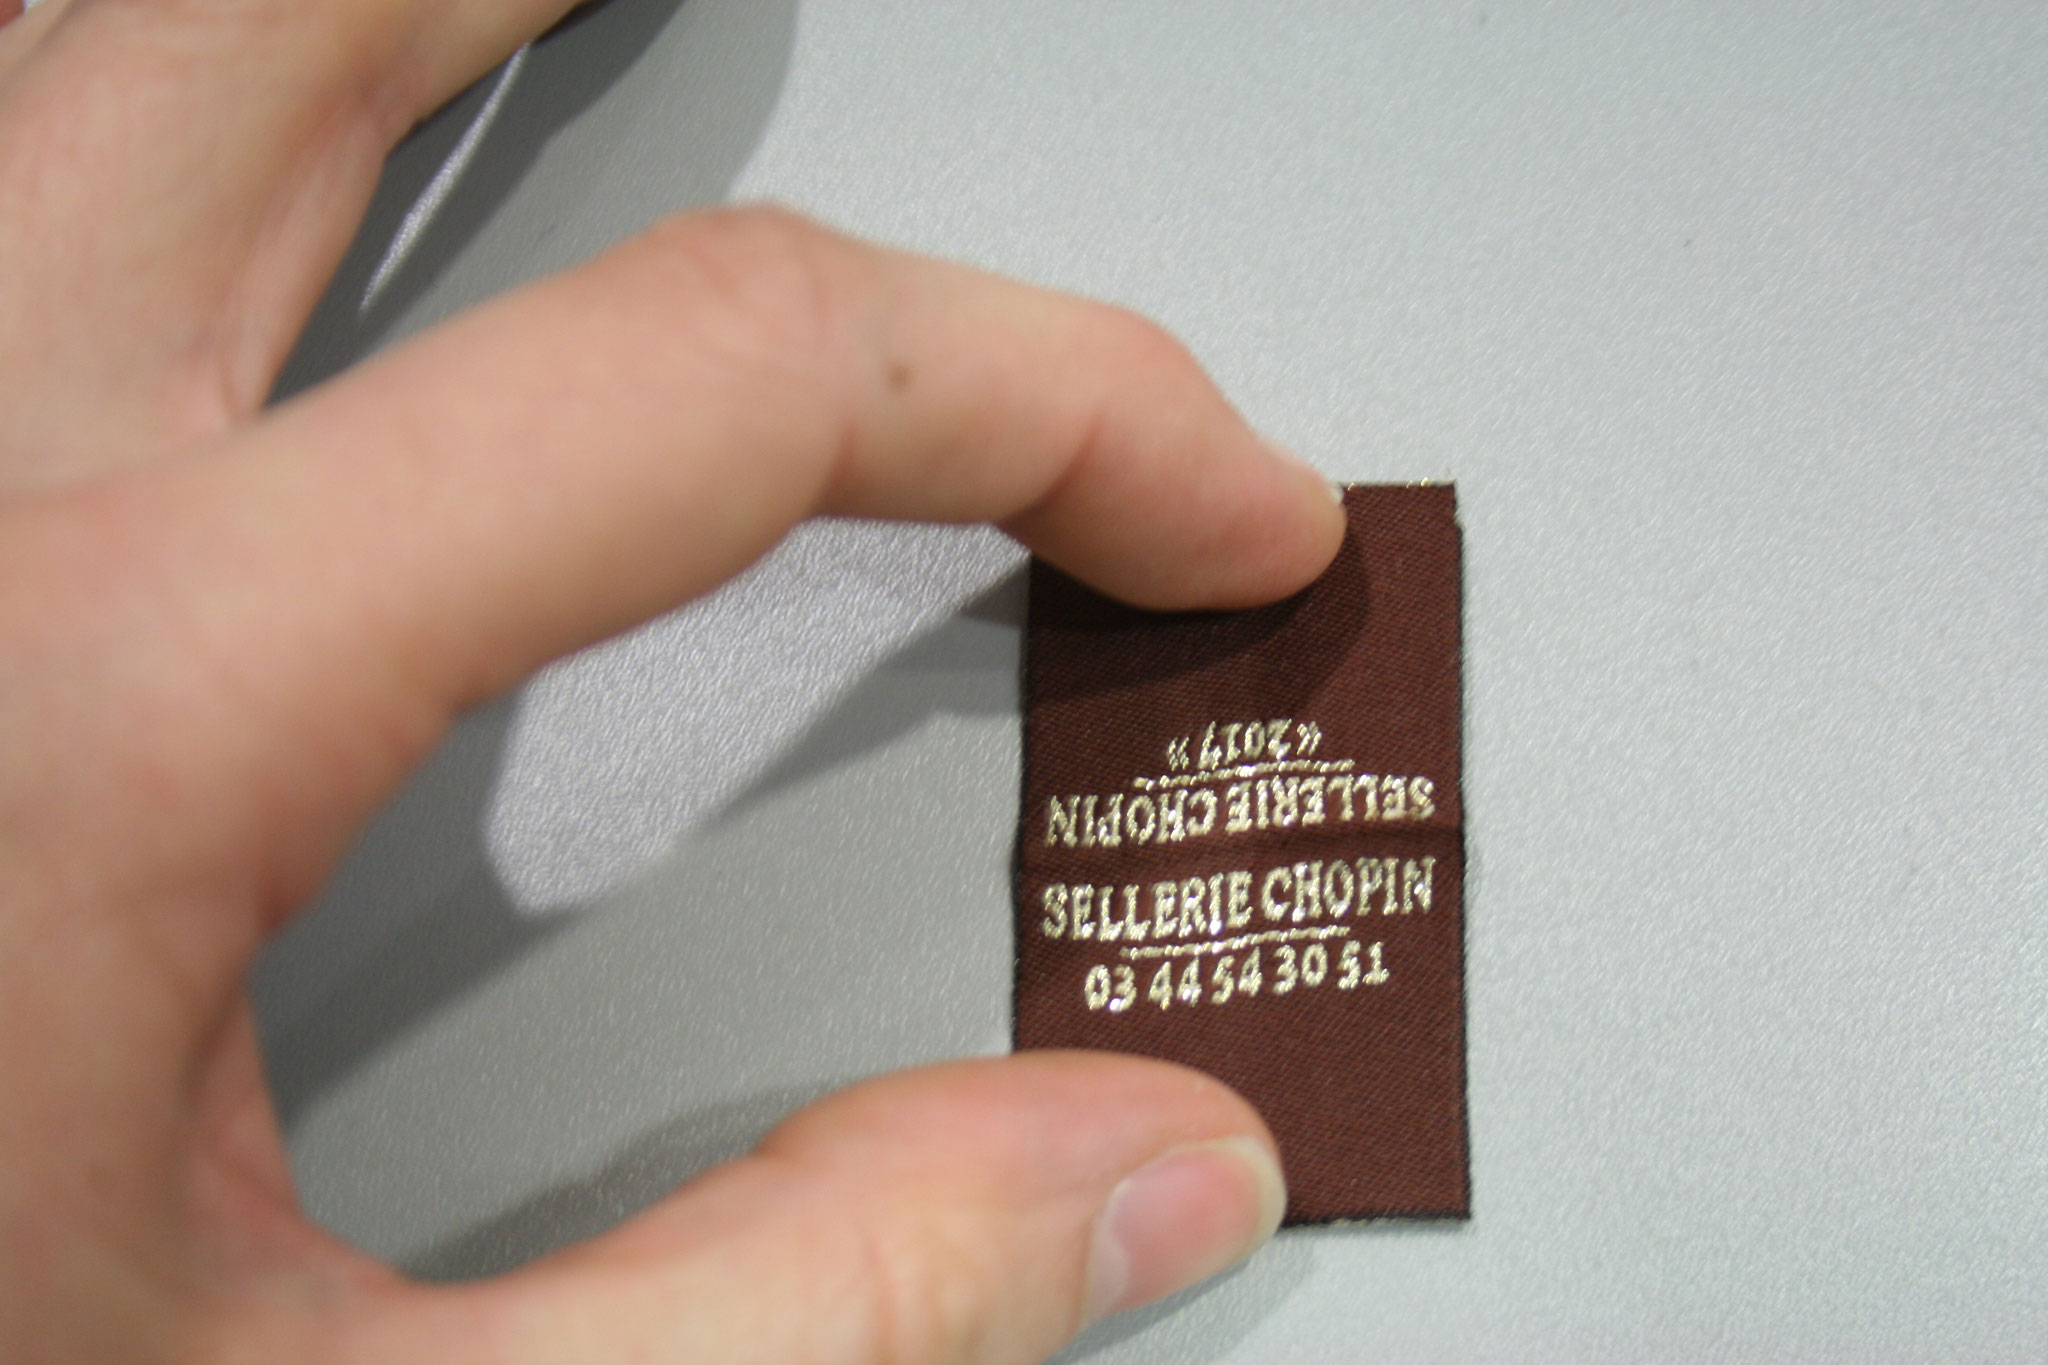 « 2017 »
SELLERIE CHOPIN
SELLERIE CHOPIN
03 44 54 30 51